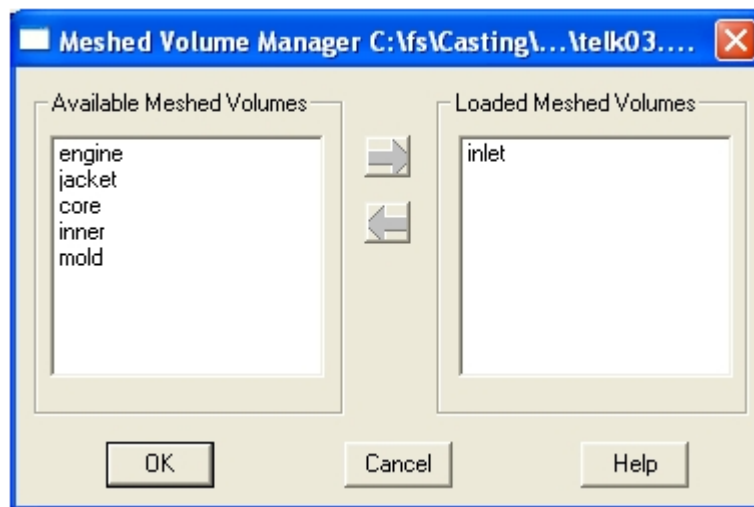 Meshed Volume Manager C:\fs\Casting\...\telk03....
Available Meshed Volumes
engine
jacket
core
inner
mold
Loaded Meshed Volumes
inlet
OK
Cancel
Help